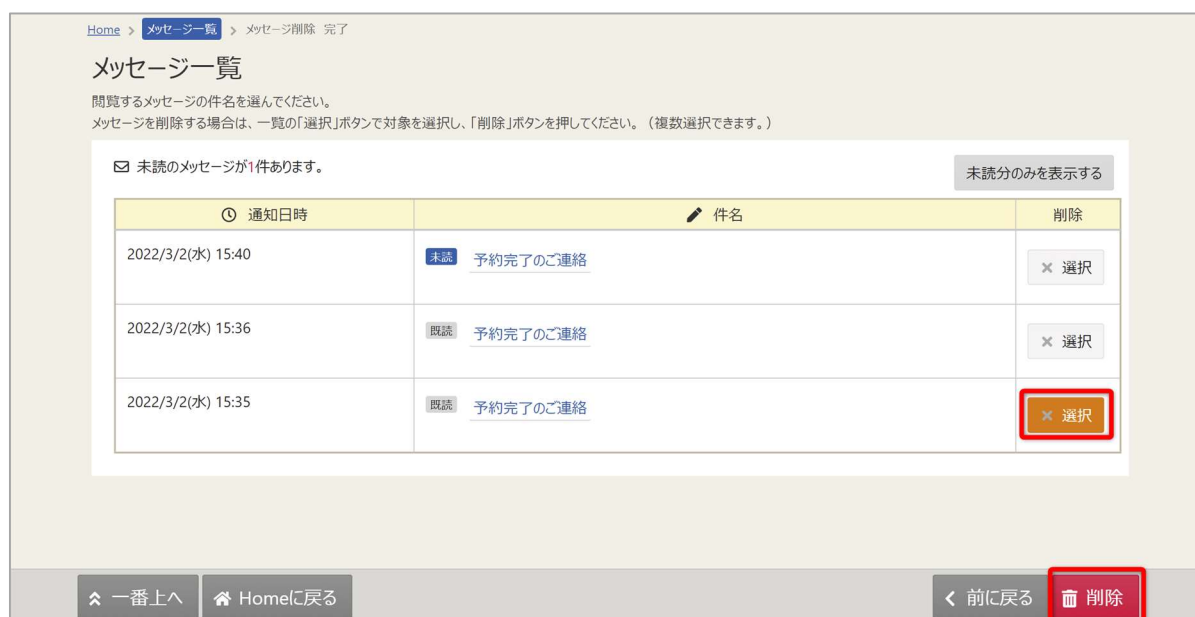 Home > メッセージ一覧 > メッセージ削除 完了
メッセージ一覧
閲覧するメッセージの件名を選んでください。
メッセージを削除する場合は、一覧の「選択」ボタンで対象を選択し、「削除」ボタンを押してください。（複数選択できます。）
未読のメッセージが1件あります。
未読分のみを表示する
通知日時 件名 削除
2022/3/2(水) 15:40 未読 予約完了のご連絡 × 選択
2022/3/2(水) 15:36 既読 予約完了のご連絡 × 選択
2022/3/2(水) 15:35 既読 予約完了のご連絡 × 選択
一番上へ Homeに戻る 前に戻る 削除